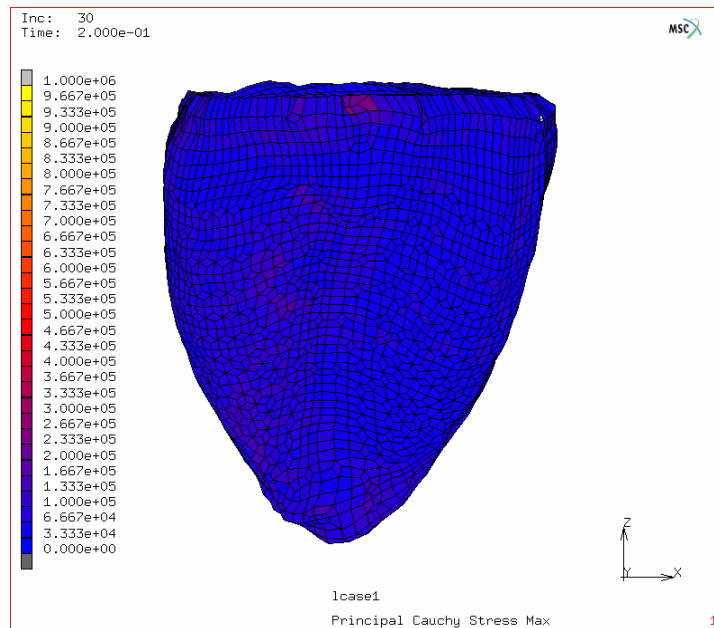 Inc: 30
Time: 2.000e-01
MSC
1.000e+06
9.667e+05
9.333e+05
9.000e+05
8.667e+05
8.333e+05
8.000e+05
7.667e+05
7.333e+05
7.000e+05
6.667e+05
6.333e+05
6.000e+05
5.667e+05
5.333e+05
5.000e+05
4.667e+05
4.333e+05
4.000e+05
3.667e+05
3.333e+05
3.000e+05
2.667e+05
2.333e+05
2.000e+05
1.667e+05
1.333e+05
1.000e+05
6.667e+04
3.333e+04
0.000e+00
Z
Y X
lcase1
Principal Cauchy Stress Max 1